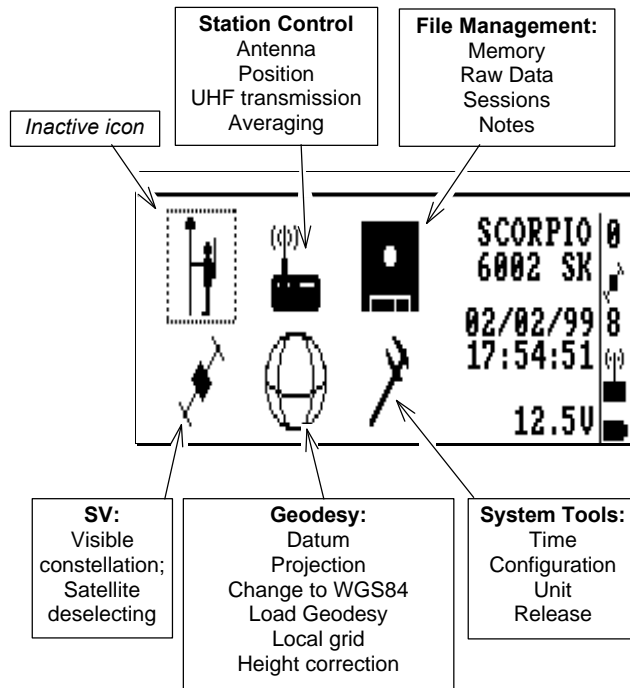 Station Control
Antenna
Position
UHF transmission
Averaging
File Management:
Memory
Raw Data
Sessions
Notes
Inactive icon
SCORPIO
6002 SK
02/02/99
17:54:51
12.5V
0
8
SV:
Visible
constellation;
Satellite
deselecting
Geodesy:
Datum
Projection
Change to WGS84
Load Geodesy
Local grid
Height correction
System Tools:
Time
Configuration
Unit
Release